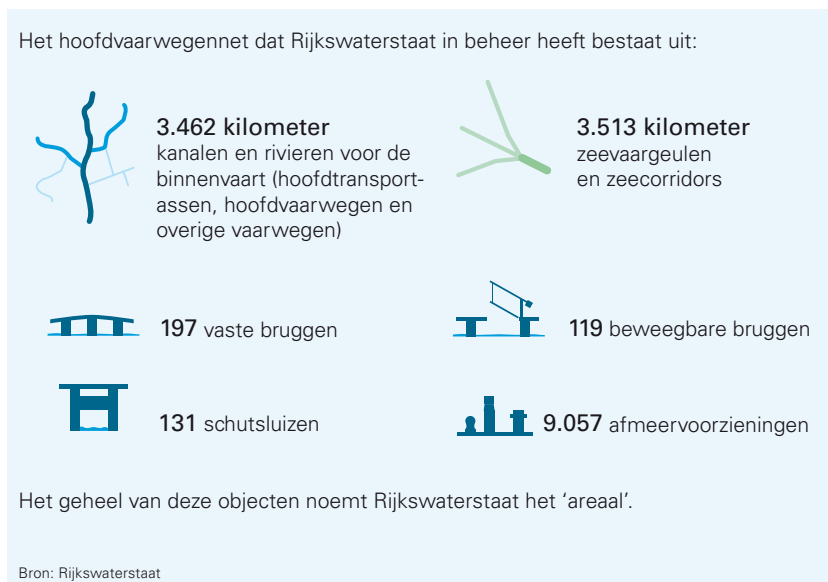 Het hoofdvaarwegennet dat Rijkswaterstaat in beheer heeft bestaat uit:
3.462 kilometer
kanalen en rivieren voor de
binnenvaart (hoofdtransport-
assen, hoofdvaarwegen en
overige vaarwegen)
3.513 kilometer
zeevaargeulen
en zeecorridors
197 vaste bruggen
119 beweegbare bruggen
131 schutsluizen
9.057 afmeervoorzieningen
Het geheel van deze objecten noemt Rijkswaterstaat het ‘areaal’.
Bron: Rijkswaterstaat